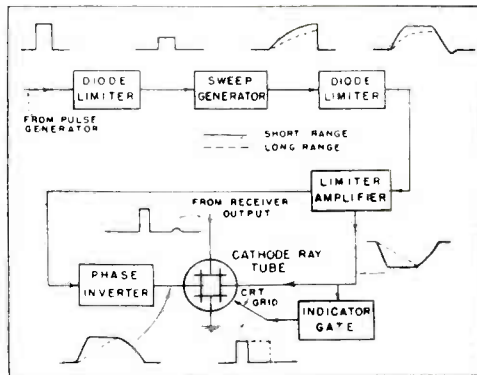 DIODE
LIMITER
SWEEP
GENERATOR
DIODE
LIMITER
FROM PULSE
GENERATOR
SHORT RANGE
LONG RANGE
LIMITER
AMPLIFIER
FROM RECEIVER
OUTPUT
CATHODE RAY
TUBE
PHASE
INVERTER
CRT
GRID
INDICATOR
GATE